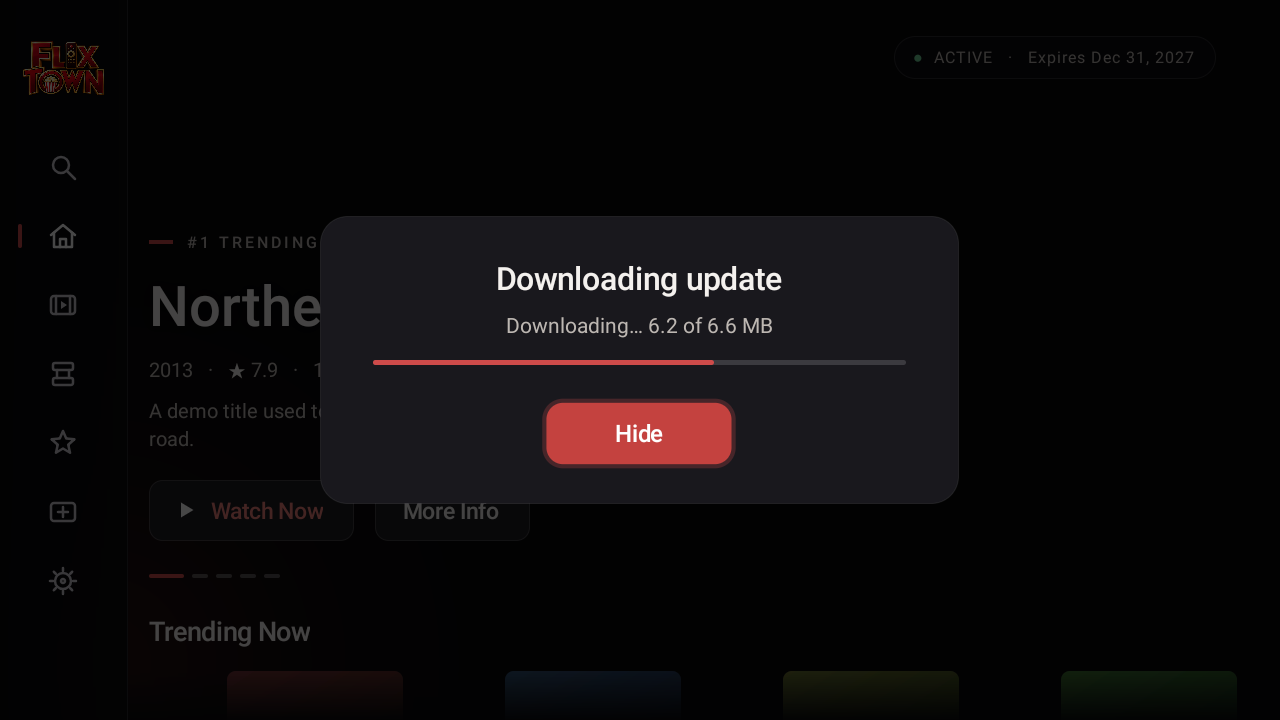 FLIX
TOWN
ACTIVE · Expires Dec 31, 2027
#1 TRENDING
Northe
2013 · ★ 7.9 · 1
A demo title used to
road.
Downloading update
Downloading… 6.2 of 6.6 MB
Hide
Watch Now
More Info
Trending Now